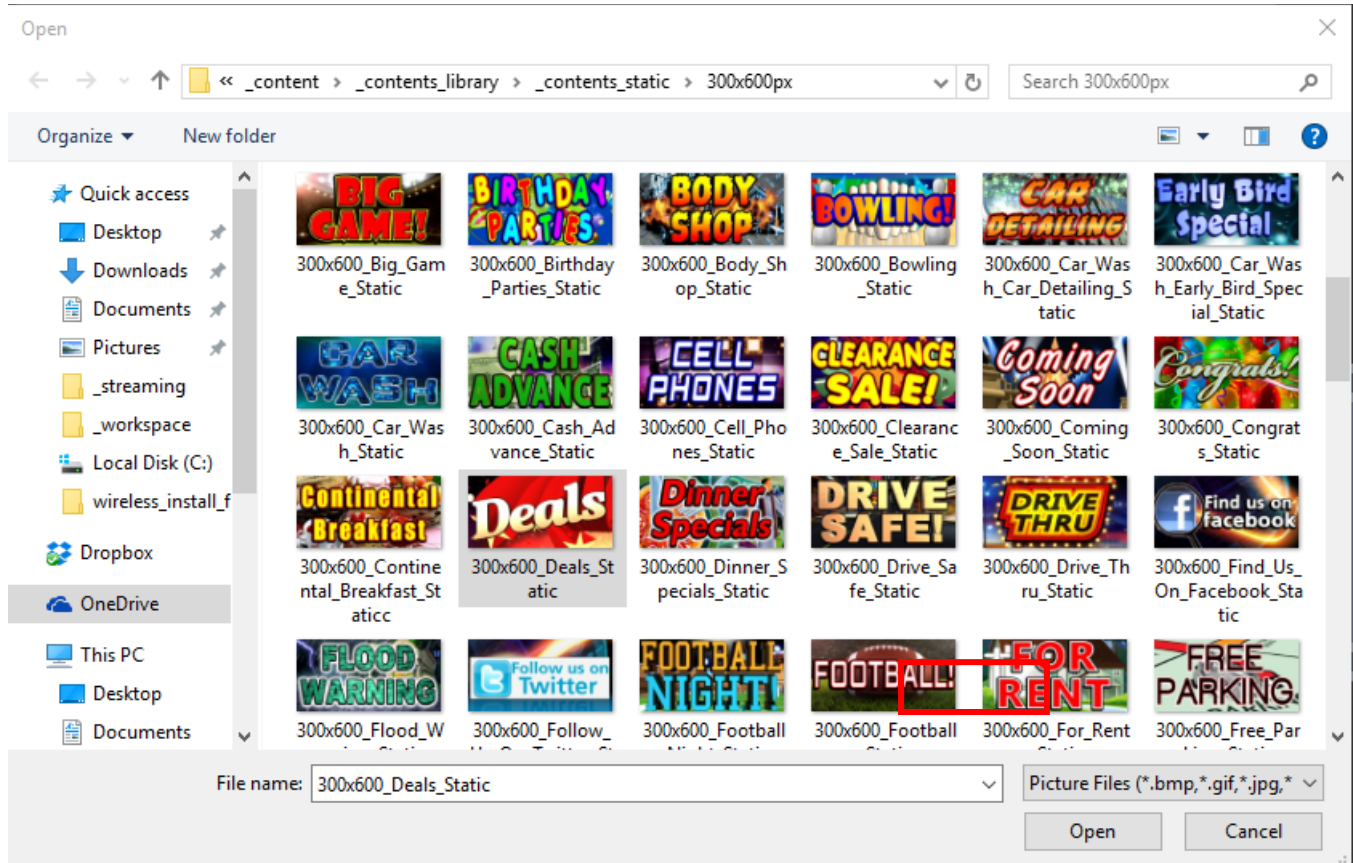 Open
« _content › _contents_library › _contents_static › 300x600px
Search 300x600px
Organize
New folder
Quick access
Desktop
Downloads
Documents
Pictures
_streaming
_workspace
Local Disk (C:)
wireless_install_f
Dropbox
OneDrive
This PC
Desktop
Documents
BIG
GAME!
300x600_Big_Gam
e_Static
BIRTHDAY
PARTIES
300x600_Birthday
_Parties_Static
BODY
SHOP
300x600_Body_Sh
op_Static
BOWLING!
300x600_Bowling
_Static
CAR
DETAILING
300x600_Car_Was
h_Car_Detailing_S
tatic
Early Bird
Special
300x600_Car_Was
h_Early_Bird_Spec
ial_Static
CAR
WASH
300x600_Car_Was
h_Static
CASH
ADVANCE
300x600_Cash_Ad
vance_Static
CELL
PHONES
300x600_Cell_Pho
nes_Static
CLEARANCE
SALE!
300x600_Clearanc
e_Sale_Static
Coming
Soon
300x600_Coming
_Soon_Static
Congrats!
300x600_Congrat
s_Static
Continental
Breakfast
300x600_Contine
ntal_Breakfast_St
aticc
Deals
300x600_Deals_St
atic
Dinner
Specials
300x600_Dinner_S
pecials_Static
DRIVE
SAFE!
300x600_Drive_Sa
fe_Static
DRIVE
THRU
300x600_Drive_Th
ru_Static
f Find us on
facebook
300x600_Find_Us_
On_Facebook_Sta
tic
FLOOD
WARNING
300x600_Flood_W
Follow us on
Twitter
300x600_Follow_
FOOTBALL
NIGHT!
300x600_Football
FOOTBALL!
300x600_Football
FOR
RENT
300x600_For_Rent
FREE
PARKING
300x600_Free_Par
File name:
300x600_Deals_Static
Picture Files (*.bmp,*.gif,*.jpg,*
Open
Cancel